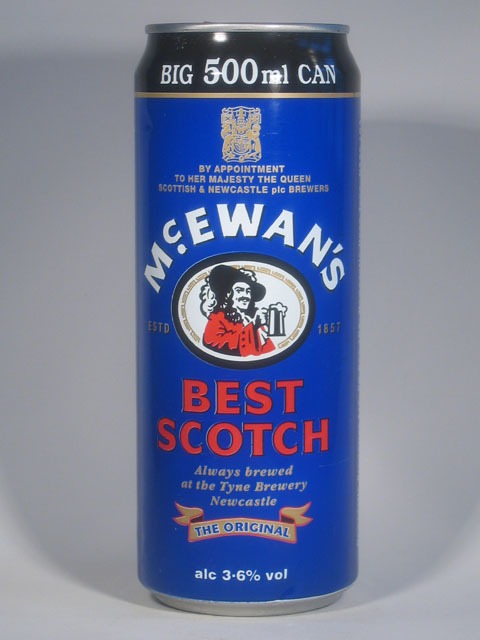 BIG 500ml CAN
BY APPOINTMENT
TO HER MAJESTY THE QUEEN
SCOTTISH & NEWCASTLE plc BREWERS
McEWAN'S
ESTD 1857
BEST
SCOTCH
Always brewed
at the Tyne Brewery
Newcastle
THE ORIGINAL
alc 3·6% vol